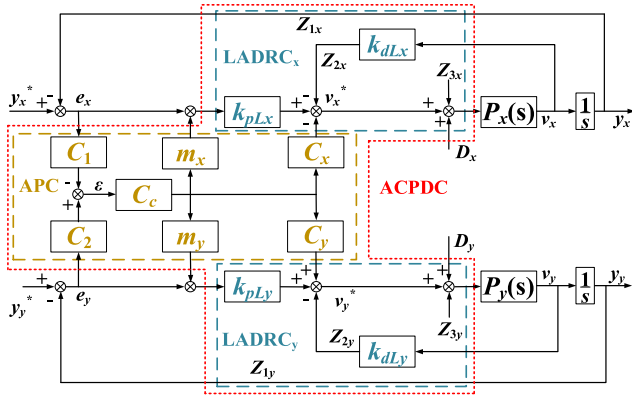 Z1x
LADRCx
kdLx
Z2x
Z3x
yx*
+
-
ex
kpLx
+
-
-
vx*
+
+
Px(s)
vx
1/s
yx
Dx
C1
mx
Cx
APC
-
+
ε
Cc
ACPDC
C2
my
Cy
Dy
yy*
+
-
ey
kpLy
+
+
-
vy*
+
+
Py(s)
vy
1/s
yy
Z3y
Z2y
kdLy
LADRCy
Z1y